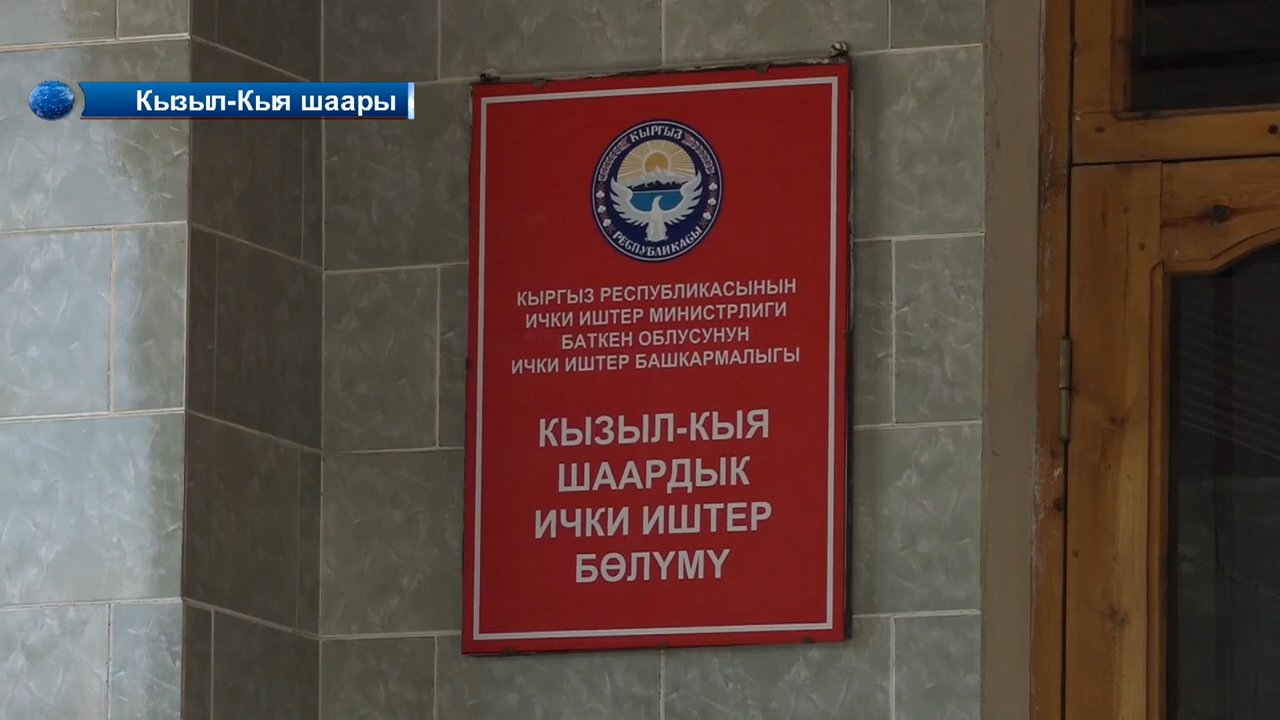 Кызыл-Кыя шаары
КЫРГЫЗ
РЕСПУБЛИКАСЫ
КЫРГЫЗ РЕСПУБЛИКАСЫНЫН
ИЧКИ ИШТЕР МИНИСТРЛИГИ
БАТКЕН ОБЛУСУНУН
ИЧКИ ИШТЕР БАШКАРМАЛЫГЫ
КЫЗЫЛ-КЫЯ
ШААРДЫК
ИЧКИ ИШТЕР
БӨЛҮМҮ